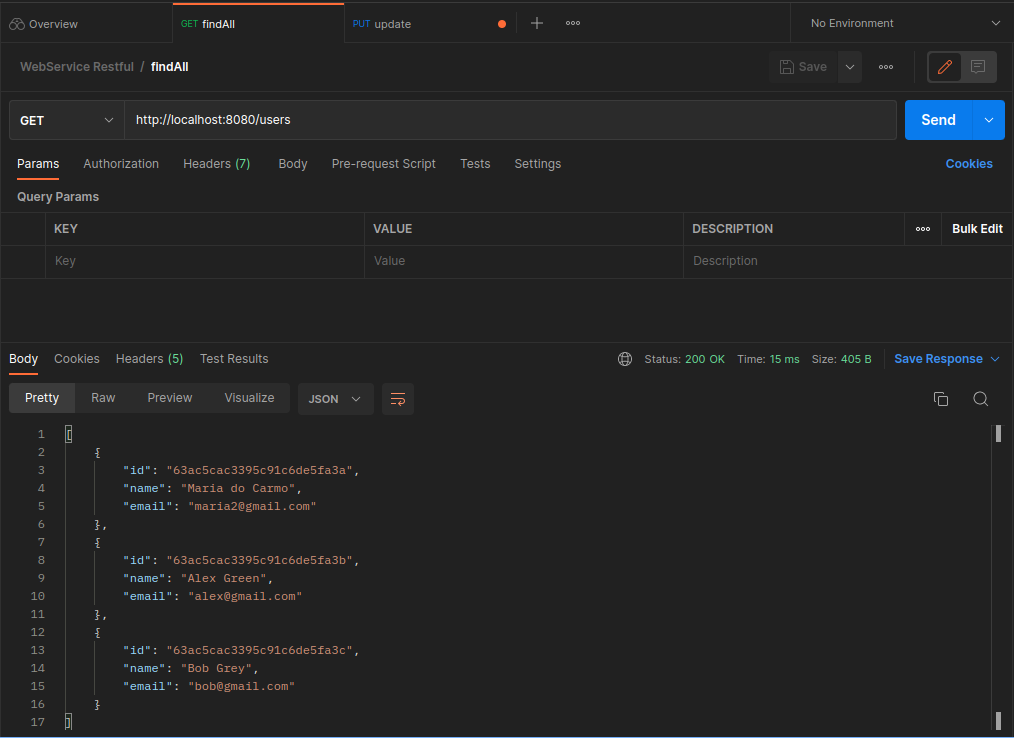 Overview GET findAll PUT update No Environment
WebService Restful / findAll Save
GET http://localhost:8080/users Send
Params Authorization Headers (7) Body Pre-request Script Tests Settings Cookies
Query Params
KEY VALUE DESCRIPTION Bulk Edit
Key Value Description
Body Cookies Headers (5) Test Results Status: 200 OK Time: 15 ms Size: 405 B Save Response
Pretty Raw Preview Visualize JSON
1 [
2 {
3 "id": "63ac5cac3395c91c6de5fa3a",
4 "name": "Maria do Carmo",
5 "email": "maria2@gmail.com"
6 },
7 {
8 "id": "63ac5cac3395c91c6de5fa3b",
9 "name": "Alex Green",
10 "email": "alex@gmail.com"
11 },
12 {
13 "id": "63ac5cac3395c91c6de5fa3c",
14 "name": "Bob Grey",
15 "email": "bob@gmail.com"
16 }
17 ]